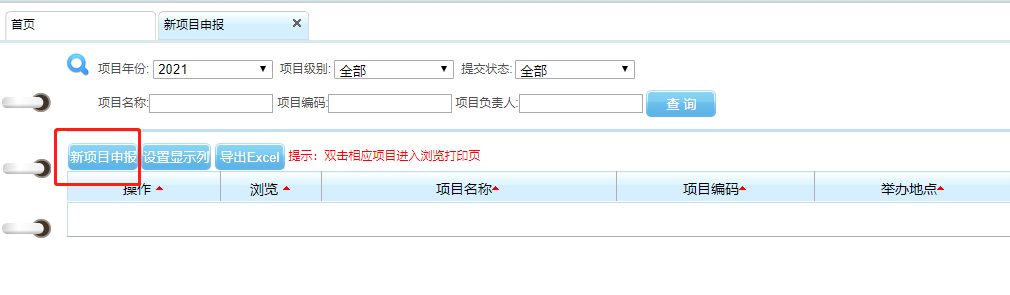 首页 新项目申报
项目年份: 2021 项目级别: 全部 提交状态: 全部
项目名称: 项目编码: 项目负责人: 查 询
新项目申报 设置显示列 导出Excel 提示：双击相应项目进入浏览打印页
操作 浏览 项目名称 项目编码 举办地点